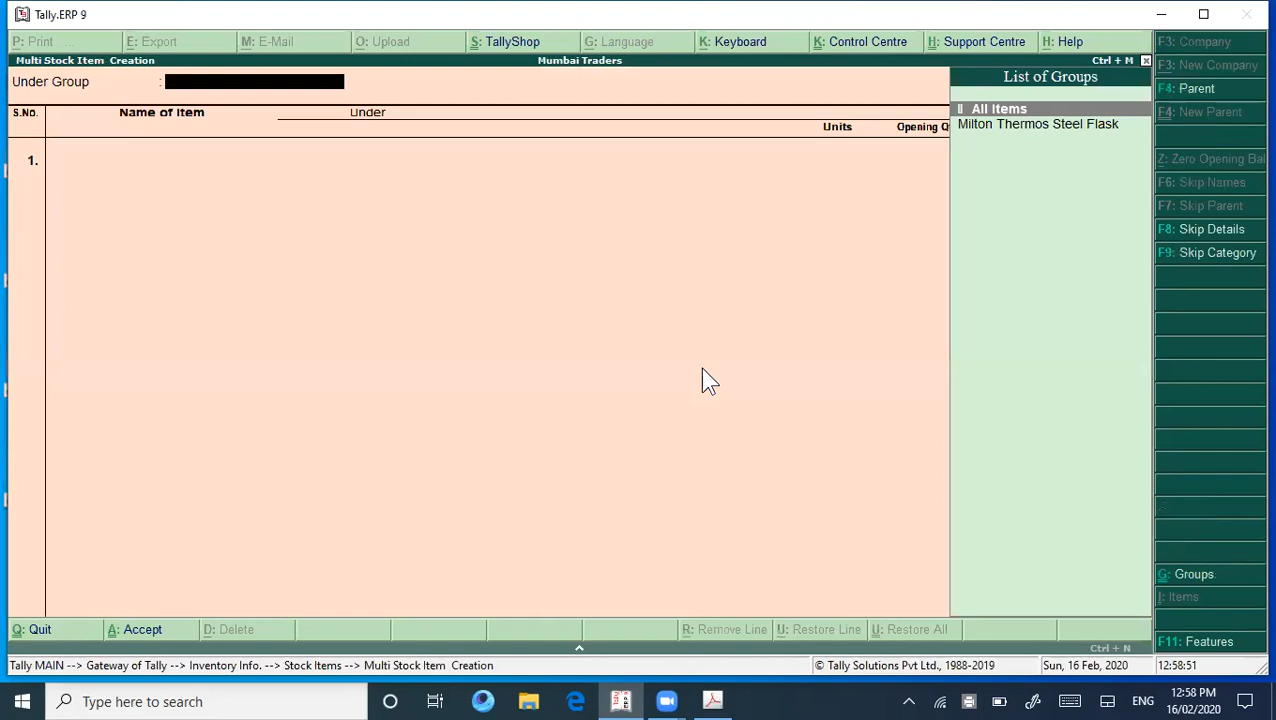 Tally.ERP 9
P: Print ... E: Export M: E-Mail O: Upload S: TallyShop G: Language K: Keyboard K: Control Centre H: Support Centre H: Help
Multi Stock Item Creation Mumbai Traders Ctrl + M
Under Group :
List of Groups
S.No. Name of Item Under
Units Opening Q
1.
All Items
Milton Thermos Steel Flask
F3: Company
F3: New Company
F4: Parent
F4: New Parent
Z: Zero Opening Bal
F6: Skip Names
F7: Skip Parent
F8: Skip Details
F9: Skip Category
G: Groups
I: Items
F11: Features
Q: Quit A: Accept D: Delete R: Remove Line U: Restore Line U: Restore All
Ctrl + N
Tally MAIN --> Gateway of Tally --> Inventory Info. --> Stock Items --> Multi Stock Item Creation © Tally Solutions Pvt Ltd., 1988-2019 Sun, 16 Feb, 2020 12:58:51
Type here to search
ENG
12:58 PM
16/02/2020